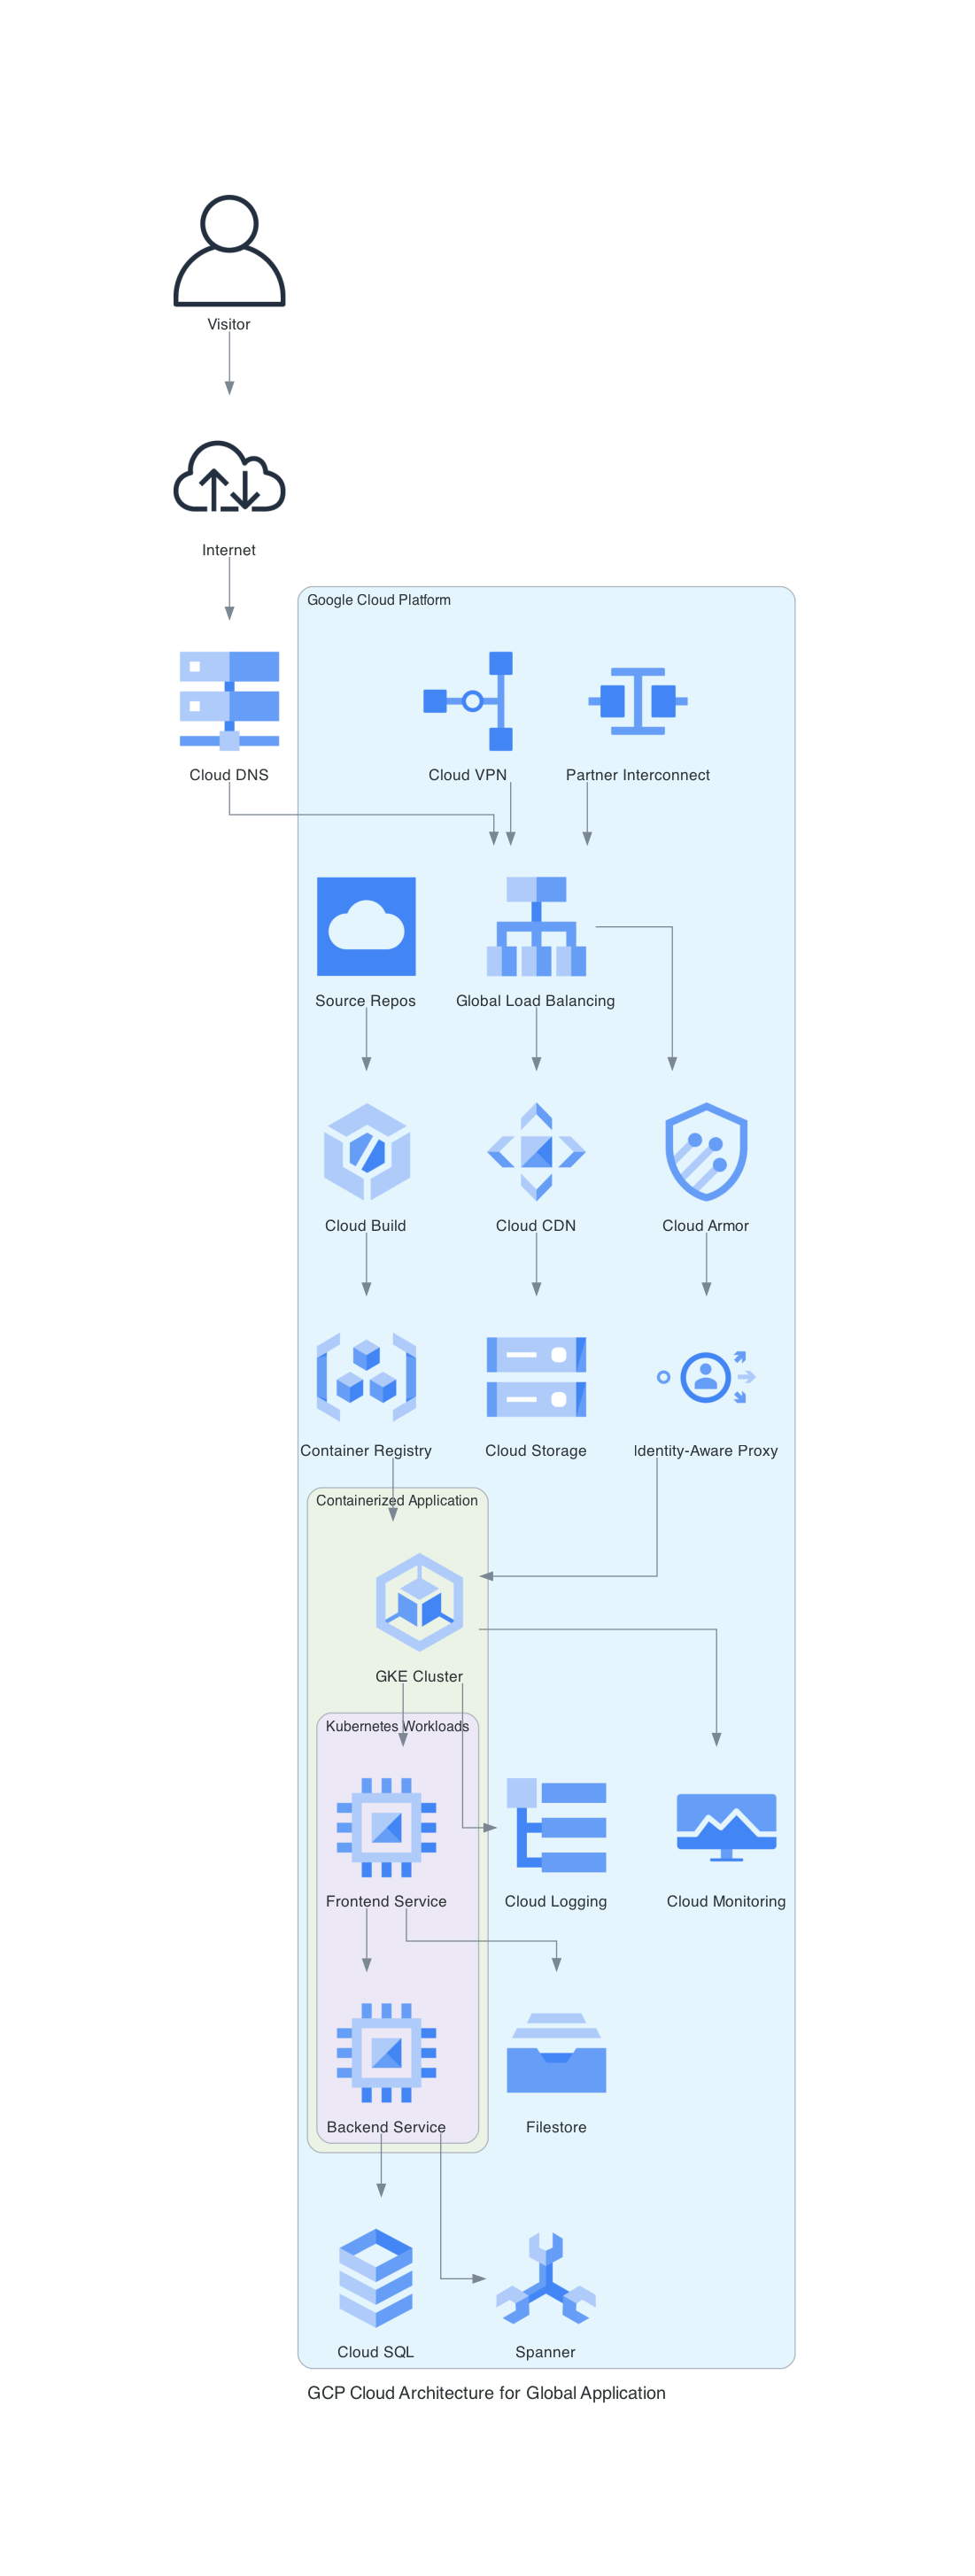 Visitor
Internet
Google Cloud Platform
Cloud DNS
Cloud VPN
Partner Interconnect
Source Repos
Global Load Balancing
Cloud Build
Cloud CDN
Cloud Armor
Container Registry
Cloud Storage
Identity-Aware Proxy
Containerized Application
GKE Cluster
Kubernetes Workloads
Frontend Service
Cloud Logging
Cloud Monitoring
Backend Service
Filestore
Cloud SQL
Spanner
GCP Cloud Architecture for Global Application